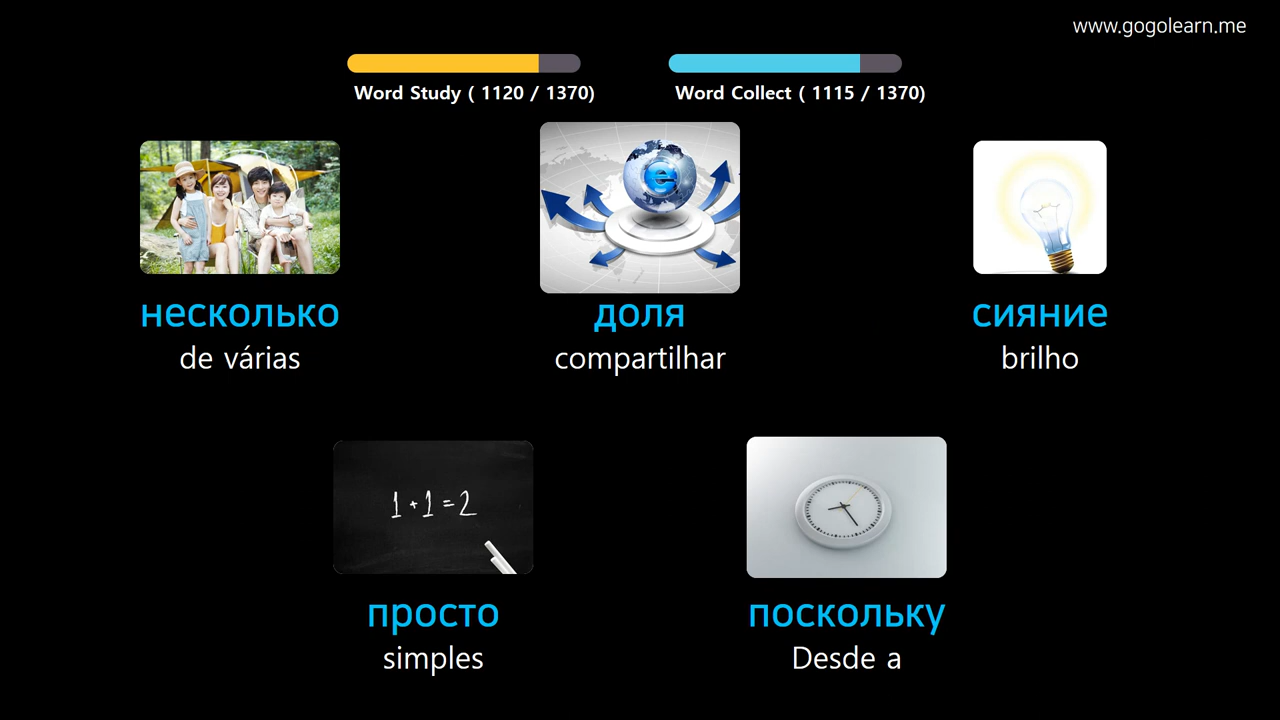 www.gogolearn.me
Word Study ( 1120 / 1370)
Word Collect ( 1115 / 1370)
e
несколько
de várias
доля
compartilhar
сияние
brilho
1+1=2
просто
simples
поскольку
Desde a